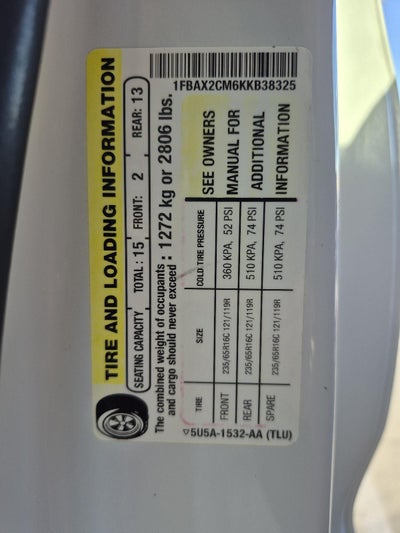 1FBAX2CM6KKB38325
TIRE AND LOADING INFORMATION
SEATING CAPACITY TOTAL: 15 FRONT: 2 REAR: 13
The combined weight of occupants
and cargo should never exceed : 1272 kg or 2806 lbs.
TIRE SIZE COLD TIRE PRESSURE
FRONT 235/65R16C 121/119R 360 KPA, 52 PSI
REAR 235/65R16C 121/119R 510 KPA, 74 PSI
SPARE 235/65R16C 121/119R 510 KPA, 74 PSI
SEE OWNERS
MANUAL FOR
ADDITIONAL
INFORMATION
▽5U5A-1532-AA (TLU)